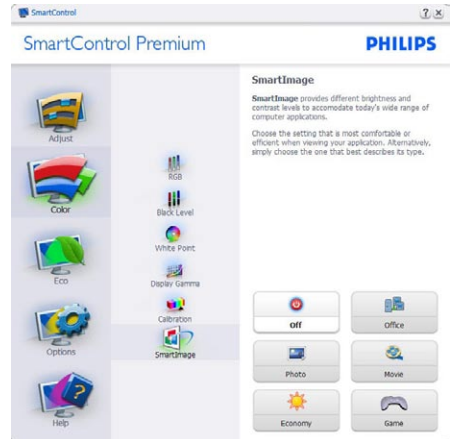 SmartControl
SmartControl Premium
PHILIPS
Adjust
Color
Eco
Options
Help
RGB
Black Level
White Point
Display Gamma
Calibration
SmartImage
SmartImage
SmartImage provides different brightness and
contrast levels to accomodate today's wide range of
computer applications.
Choose the setting that is most comfortable or
efficient when viewing your application. Alternatively,
simply choose the one that best describes its type.
Off
Office
Photo
Movie
Economy
Game